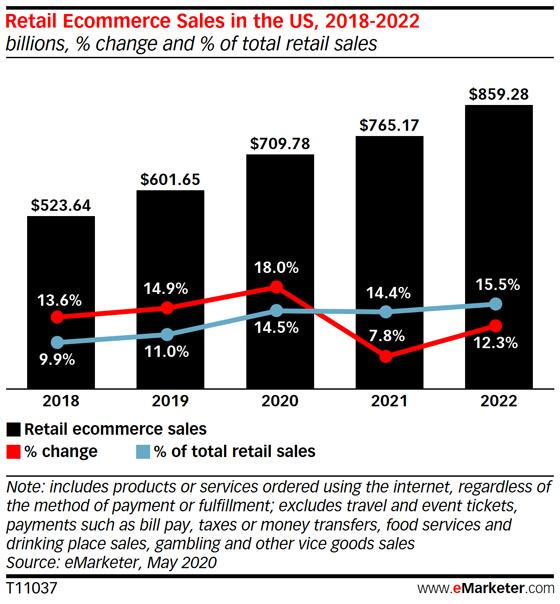 Retail Ecommerce Sales in the US, 2018-2022
billions, % change and % of total retail sales
$859.28
$765.17
$709.78
$601.65
$523.64
18.0%
14.9%
13.6%
14.4%
15.5%
9.9%
11.0%
14.5%
7.8%
12.3%
2018 2019 2020 2021 2022
Retail ecommerce sales
% change % of total retail sales
Note: includes products or services ordered using the internet, regardless of
the method of payment or fulfillment; excludes travel and event tickets,
payments such as bill pay, taxes or money transfers, food services and
drinking place sales, gambling and other vice goods sales
Source: eMarketer, May 2020
T11037 www.eMarketer.com